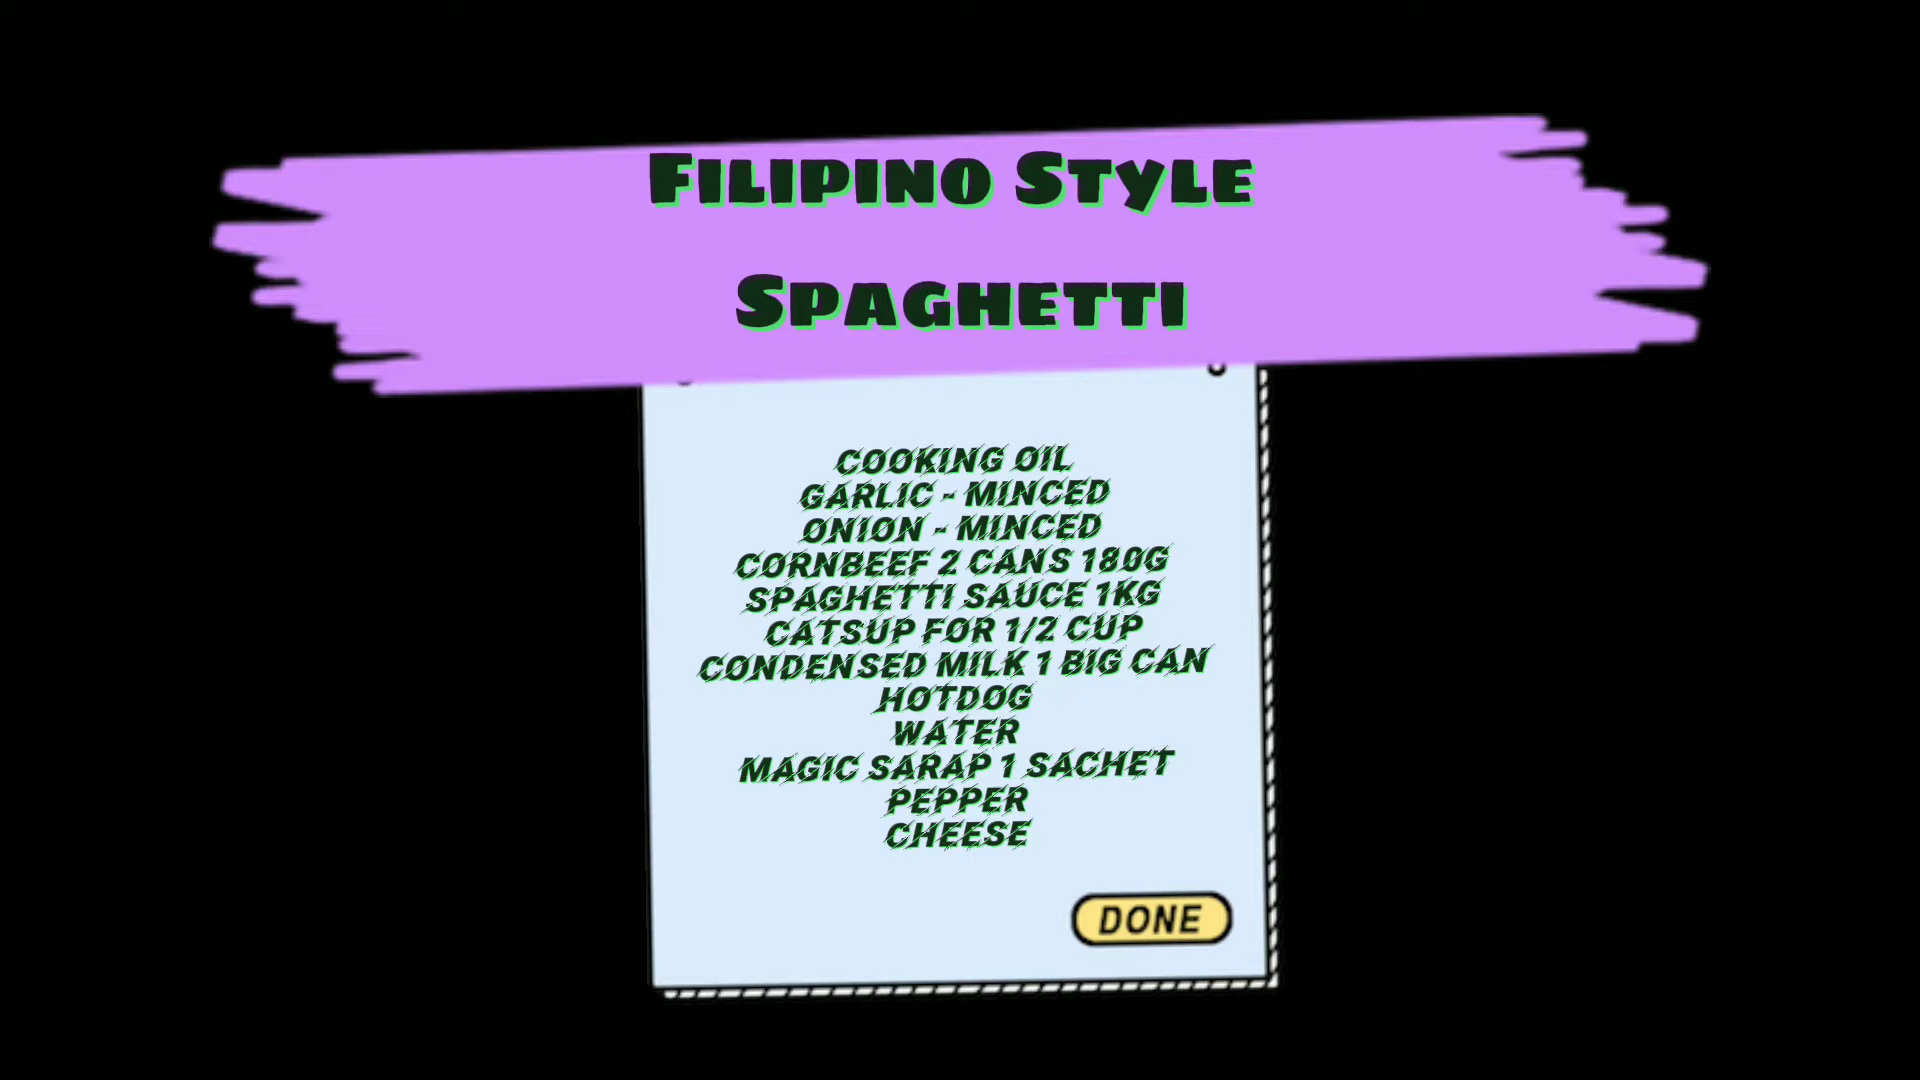 Filipino Style
Spaghetti
COOKING OIL
GARLIC - MINCED
ONION - MINCED
CORNBEEF 2 CANS 180G
SPAGHETTI SAUCE 1KG
CATSUP FOR 1/2 CUP
CONDENSED MILK 1 BIG CAN
HOTDOG
WATER
MAGIC SARAP 1 SACHET
PEPPER
CHEESE
DONE